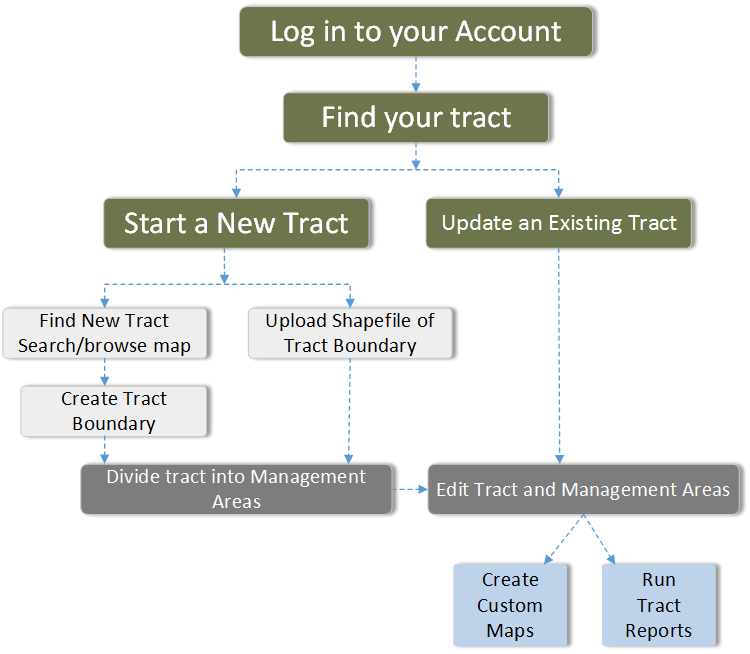 Log in to your Account
Find your tract
Start a New Tract
Update an Existing Tract
Find New Tract
Search/browse map
Upload Shapefile of
Tract Boundary
Create Tract
Boundary
Divide tract into Management
Areas
Edit Tract and Management Areas
Create
Custom
Maps
Run
Tract
Reports